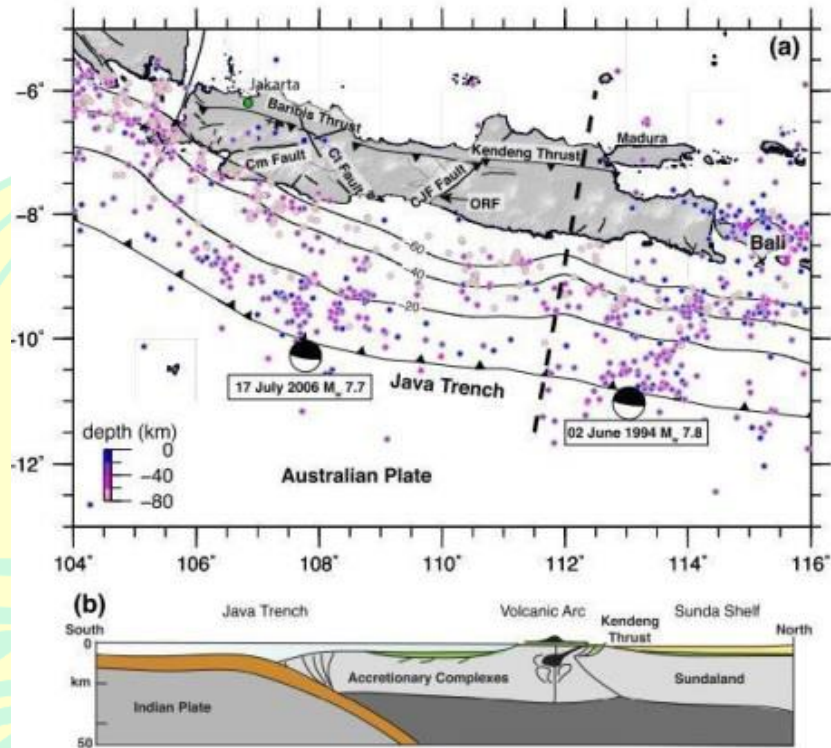 (a)
-6°
-8°
-10°
-12°
Jakarta
Baribis Thrust
Cm Fault
Ct Fault
Kendeng Thrust
Madura
CJF Fault
ORF
Bali
-60
-40
-20
17 July 2006 Mw 7.7
Java Trench
02 June 1994 Mw 7.8
depth (km)
0
-40
-80
Australian Plate
104° 106° 108° 110° 112° 114° 116°
(b)
Java Trench Volcanic Arc Kendeng Thrust Sunda Shelf
South North
0
km
50
Accretionary Complexes
Sundaland
Indian Plate